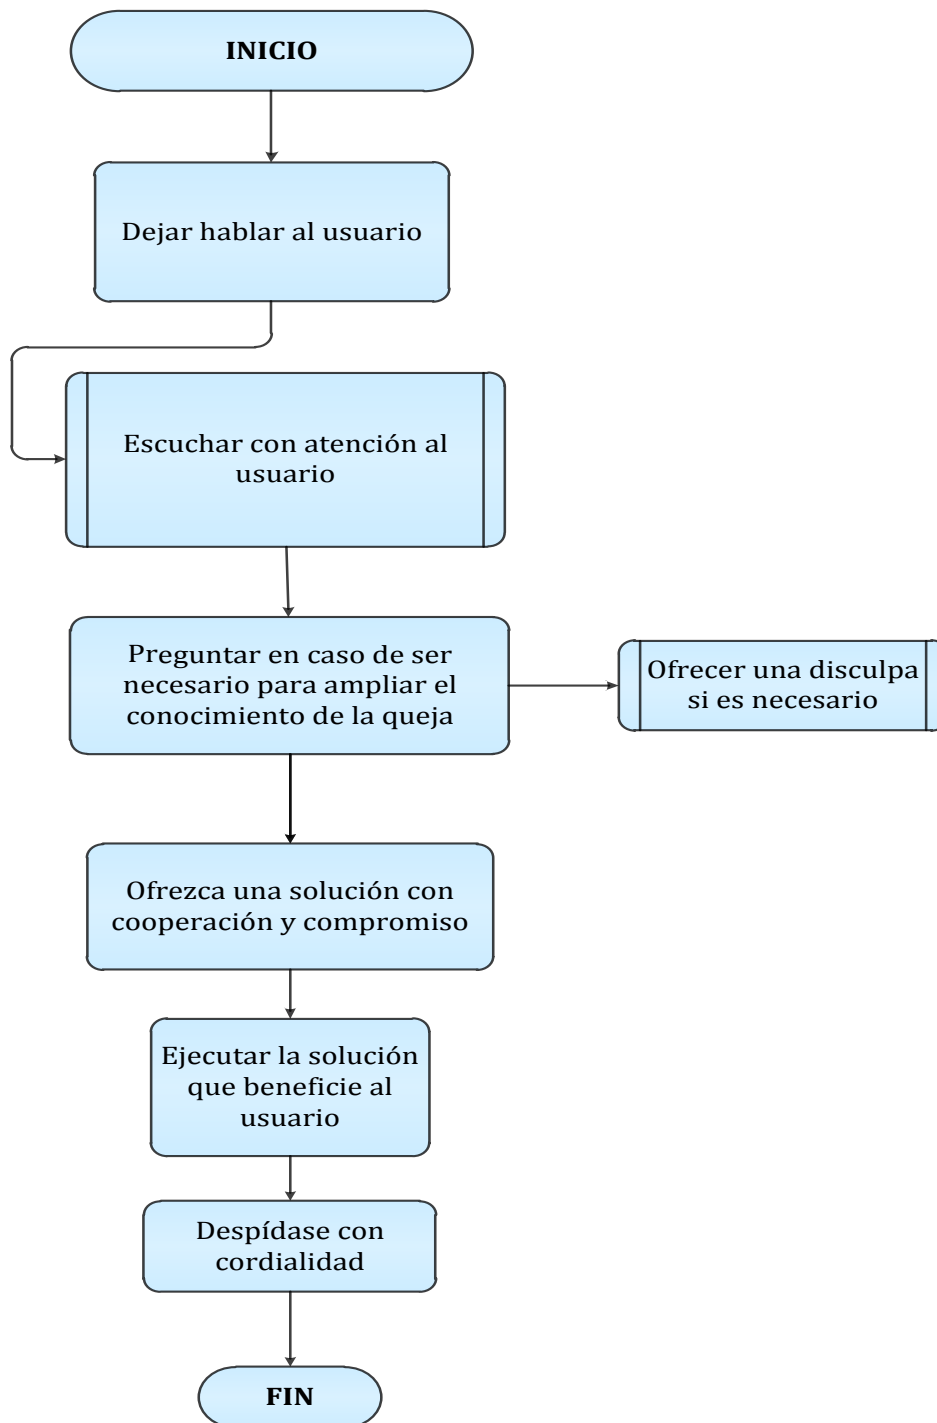 INICIO
Dejar hablar al usuario
Escuchar con atención al
usuario
Preguntar en caso de ser
necesario para ampliar el
conocimiento de la queja
Ofrecer una disculpa
si es necesario
Ofrezca una solución con
cooperación y compromiso
Ejecutar la solución
que beneficie al
usuario
Despídase con
cordialidad
FIN